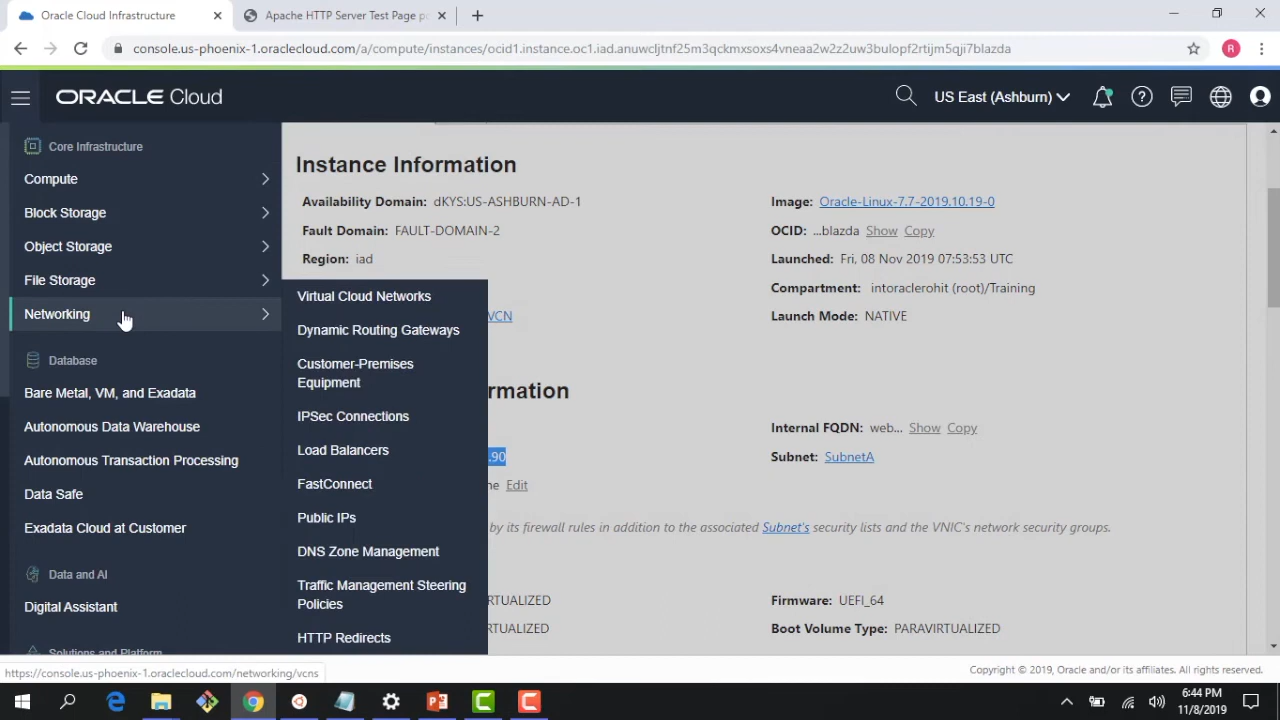 Oracle Cloud Infrastructure
Apache HTTP Server Test Page po
console.us-phoenix-1.oraclecloud.com/a/compute/instances/ocid1.instance.oc1.iad.anuwcljtnf25m3qckmxsoxs4vneaa2w2z2uw3bulopf2rtijm5qji7blazda
R
ORACLE Cloud
US East (Ashburn)
Core Infrastructure
Compute
Block Storage
Object Storage
File Storage
Networking
Database
Bare Metal, VM, and Exadata
Autonomous Data Warehouse
Autonomous Transaction Processing
Data Safe
Exadata Cloud at Customer
Data and AI
Digital Assistant
Solutions and Platform
Virtual Cloud Networks
Dynamic Routing Gateways
Customer-Premises
Equipment
IPSec Connections
Load Balancers
FastConnect
Public IPs
DNS Zone Management
Traffic Management Steering
Policies
HTTP Redirects
Instance Information
Availability Domain: dKYS:US-ASHBURN-AD-1
Fault Domain: FAULT-DOMAIN-2
Region: iad
VCN
Image: Oracle-Linux-7.7-2019.10.19-0
OCID: ...blazda Show Copy
Launched: Fri, 08 Nov 2019 07:53:53 UTC
Compartment: intoraclerohit (root)/Training
Launch Mode: NATIVE
rmation
.90
ne Edit
Internal FQDN: web... Show Copy
Subnet: SubnetA
by its firewall rules in addition to the associated Subnet's security lists and the VNIC's network security groups.
RTUALIZED
RTUALIZED
Firmware: UEFI_64
Boot Volume Type: PARAVIRTUALIZED
https://console.us-phoenix-1.oraclecloud.com/networking/vcns
Copyright © 2019, Oracle and/or its affiliates. All rights reserved.
6:44 PM
11/8/2019